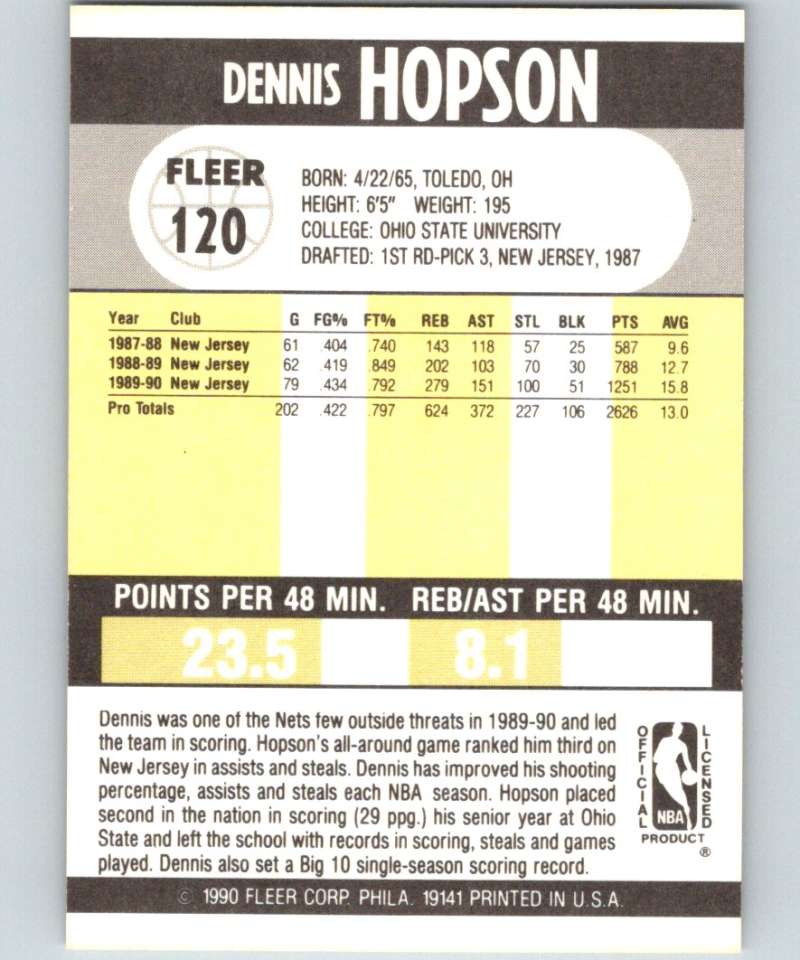 DENNIS HOPSON
FLEER
120
BORN: 4/22/65, TOLEDO, OH
HEIGHT: 6'5" WEIGHT: 195
COLLEGE: OHIO STATE UNIVERSITY
DRAFTED: 1ST RD-PICK 3, NEW JERSEY, 1987
Year Club G FG% FT% REB AST STL BLK PTS AVG
1987-88 New Jersey 61 .404 .740 143 118 57 25 587 9.6
1988-89 New Jersey 62 .419 .849 202 103 70 30 788 12.7
1989-90 New Jersey 79 .434 .792 279 151 100 51 1251 15.8
Pro Totals 202 .422 .797 624 372 227 106 2626 13.0
POINTS PER 48 MIN. REB/AST PER 48 MIN.
23.5 8.1
Dennis was one of the Nets few outside threats in 1989-90 and led
the team in scoring. Hopson's all-around game ranked him third on
New Jersey in assists and steals. Dennis has improved his shooting
percentage, assists and steals each NBA season. Hopson placed
second in the nation in scoring (29 ppg.) his senior year at Ohio
State and left the school with records in scoring, steals and games
played. Dennis also set a Big 10 single-season scoring record.
OFFICIAL
NBA
LICENSED
PRODUCT
®
© 1990 FLEER CORP. PHILA. 19141 PRINTED IN U.S.A.